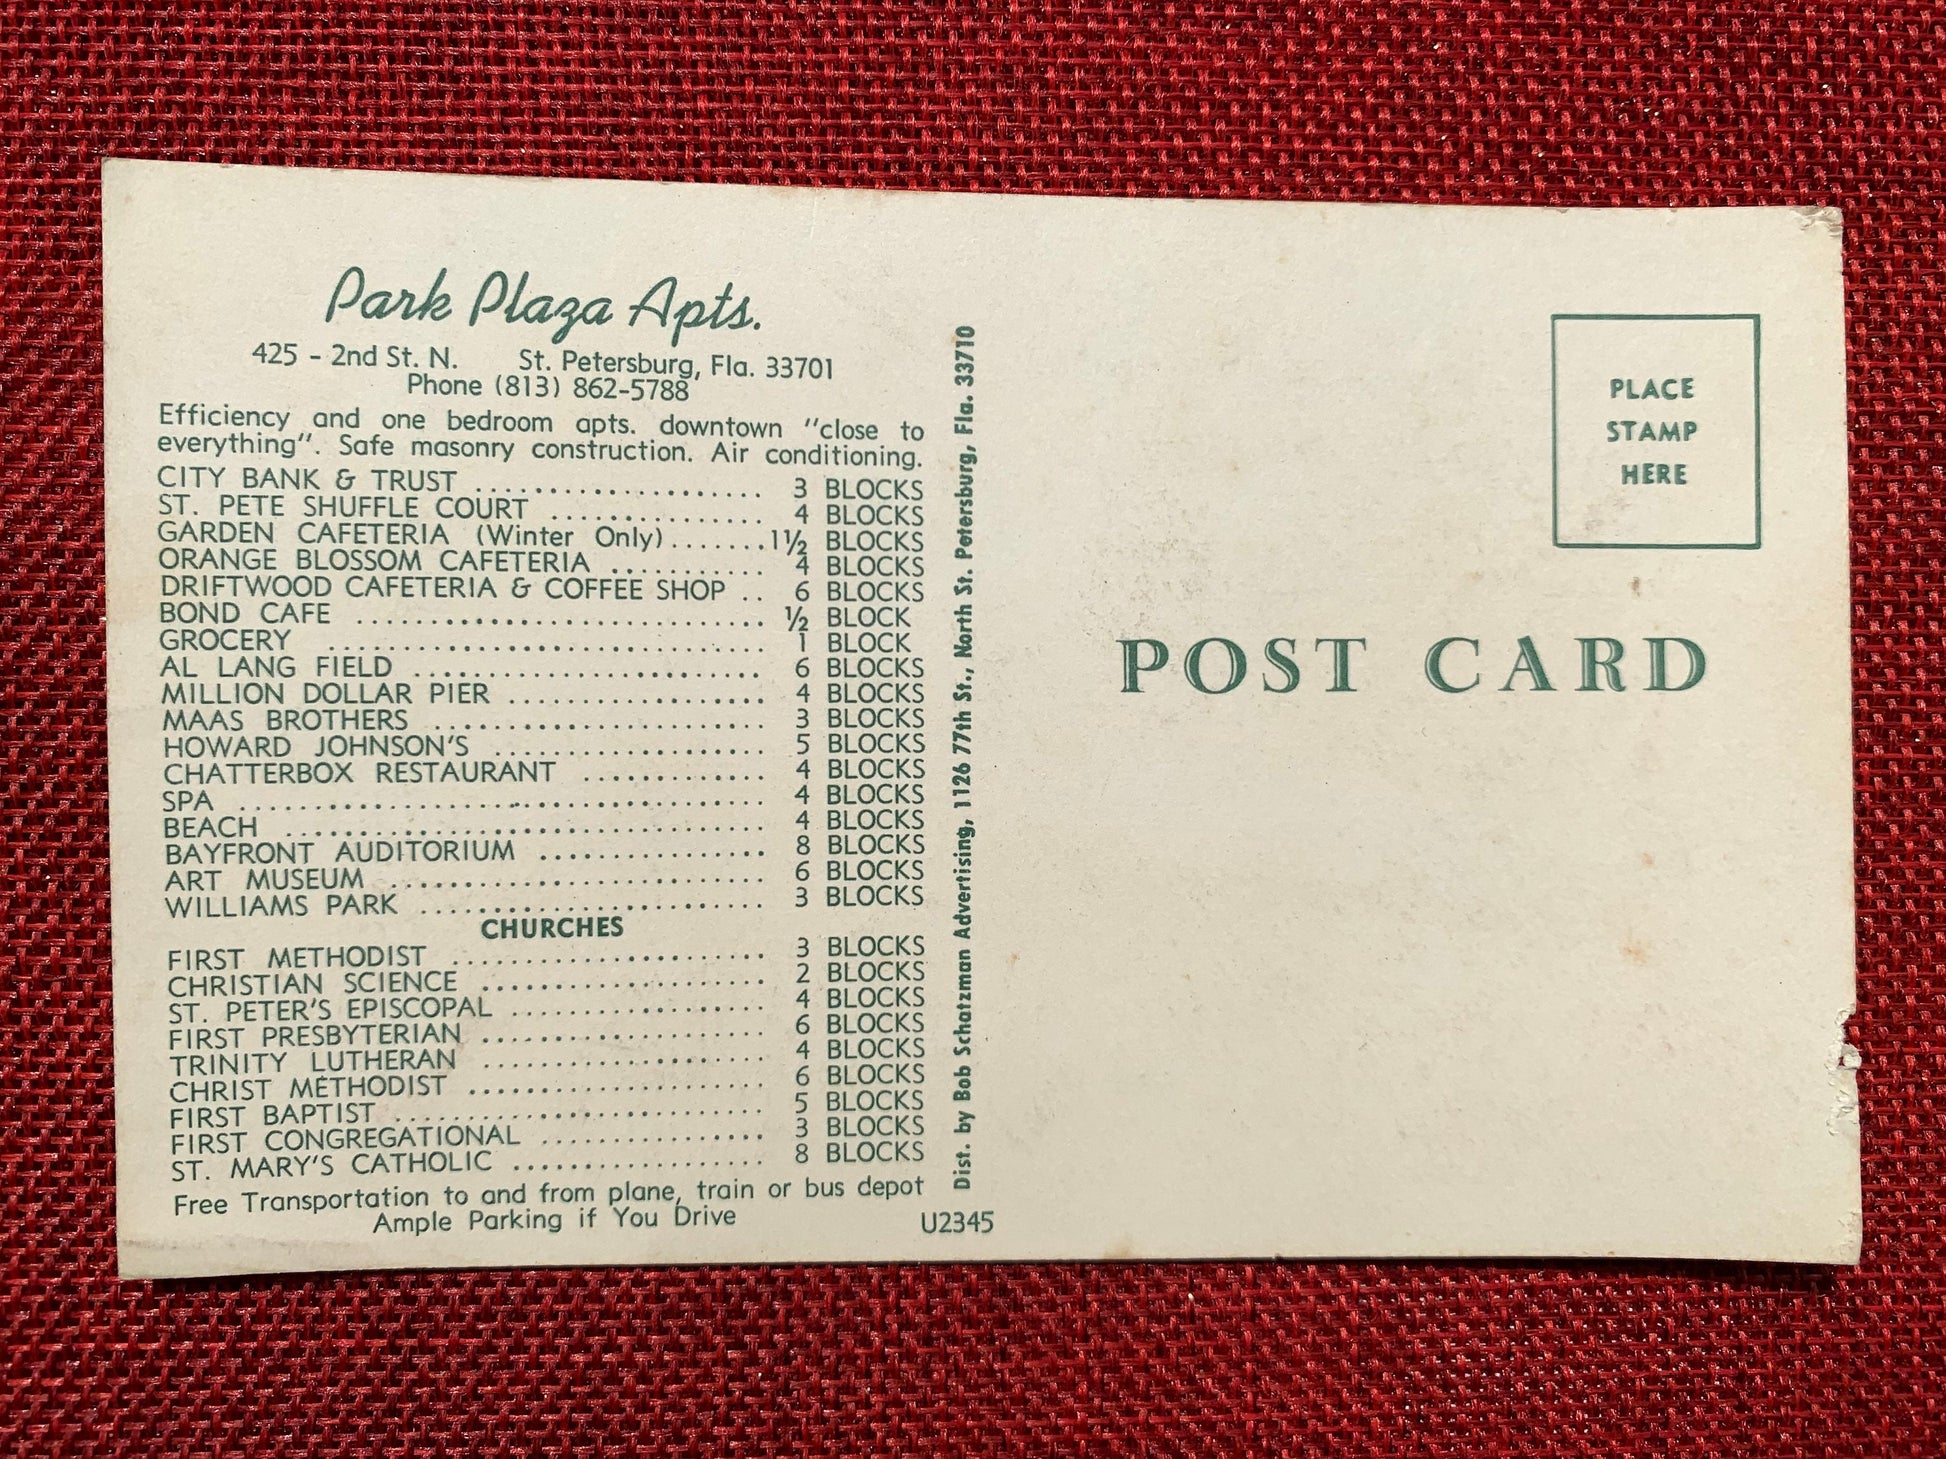 Park Plaza Apts.
425 - 2nd St. N. St. Petersburg, Fla. 33701
Phone (813) 862-5788
Efficiency and one bedroom apts. downtown "close to
everything". Safe masonry construction. Air conditioning.
CITY BANK & TRUST .................... 3 BLOCKS
ST. PETE SHUFFLE COURT ............... 4 BLOCKS
GARDEN CAFETERIA (Winter Only).......1½ BLOCKS
ORANGE BLOSSOM CAFETERIA ........... 4 BLOCKS
DRIFTWOOD CAFETERIA & COFFEE SHOP .. 6 BLOCKS
BOND CAFE ............................ ½ BLOCK
GROCERY .............................. 1 BLOCK
AL LANG FIELD ........................ 6 BLOCKS
MILLION DOLLAR PIER .................. 4 BLOCKS
MAAS BROTHERS ....................... 3 BLOCKS
HOWARD JOHNSON'S ................... 5 BLOCKS
CHATTERBOX RESTAURANT ............. 4 BLOCKS
SPA .................................... 4 BLOCKS
BEACH ................................. 4 BLOCKS
BAYFRONT AUDITORIUM ................ 8 BLOCKS
ART MUSEUM .......................... 6 BLOCKS
WILLIAMS PARK ........................ 3 BLOCKS
CHURCHES
FIRST METHODIST ...................... 3 BLOCKS
CHRISTIAN SCIENCE .................... 2 BLOCKS
ST. PETER'S EPISCOPAL .................. 4 BLOCKS
FIRST PRESBYTERIAN .................... 6 BLOCKS
TRINITY LUTHERAN .................... 4 BLOCKS
CHRIST METHODIST ..................... 6 BLOCKS
FIRST BAPTIST .......................... 5 BLOCKS
FIRST CONGREGATIONAL ................ 3 BLOCKS
ST. MARY'S CATHOLIC .................. 8 BLOCKS
Free Transportation to and from plane, train or bus depot
Ample Parking if You Drive
U2345
Dist. by Bob Schatzman Advertising, 1126 77th St., North St. Petersburg, Fla. 33710
PLACE
STAMP
HERE
POST CARD